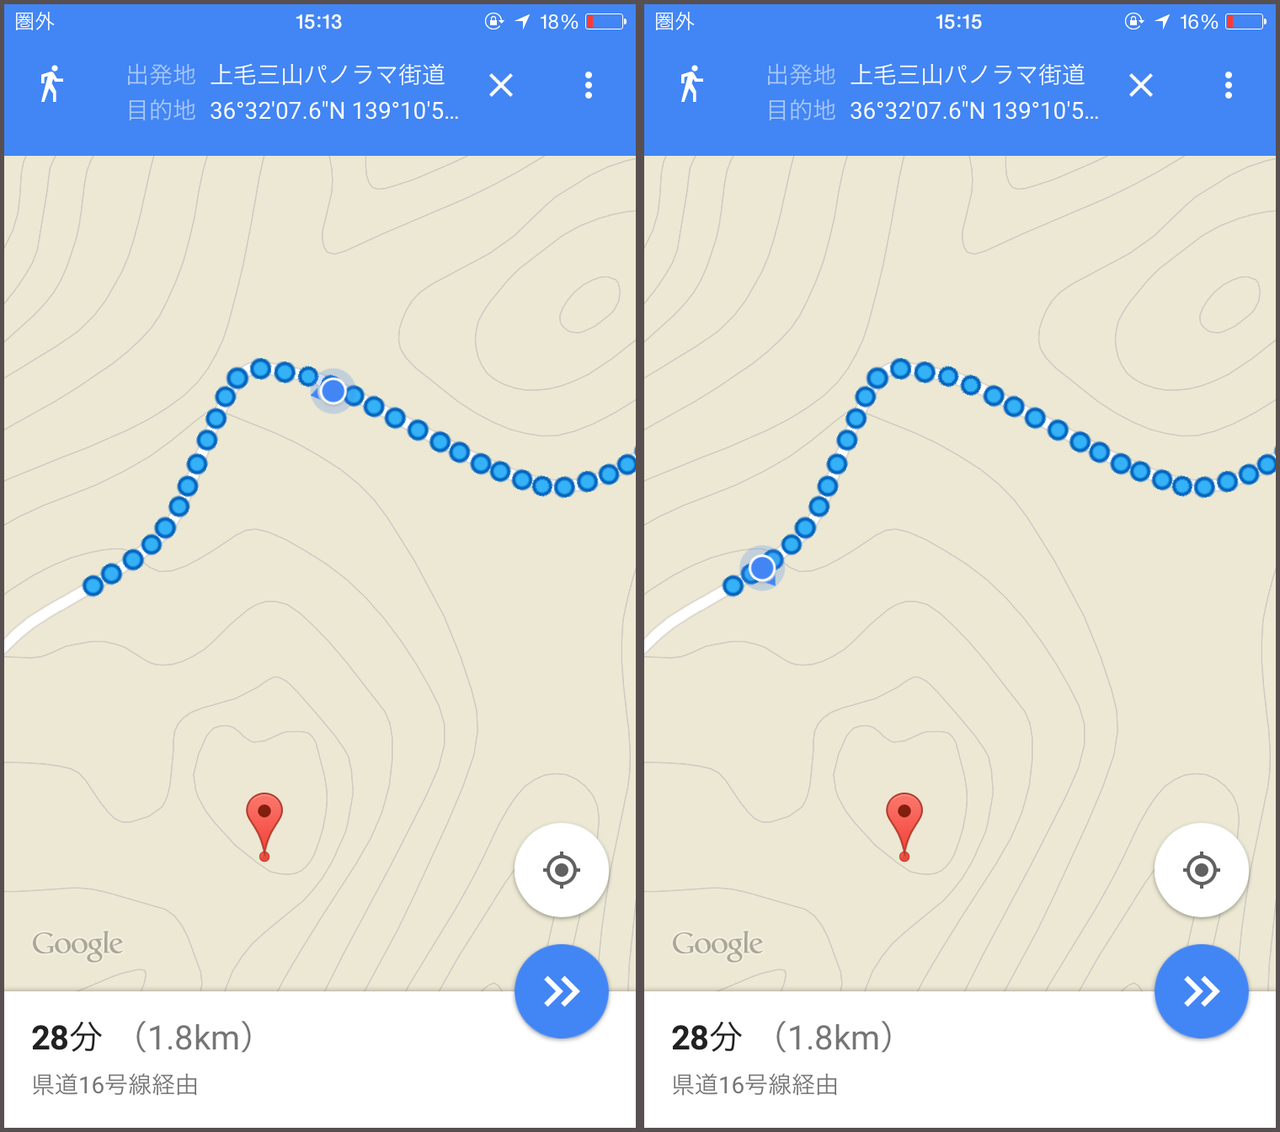 圏外 15:13 18%
出発地 上毛三山パノラマ街道
目的地 36°32'07.6"N 139°10'5...
Google
28分 （1.8km）
県道16号線経由
圏外 15:15 16%
出発地 上毛三山パノラマ街道
目的地 36°32'07.6"N 139°10'5...
Google
28分 （1.8km）
県道16号線経由